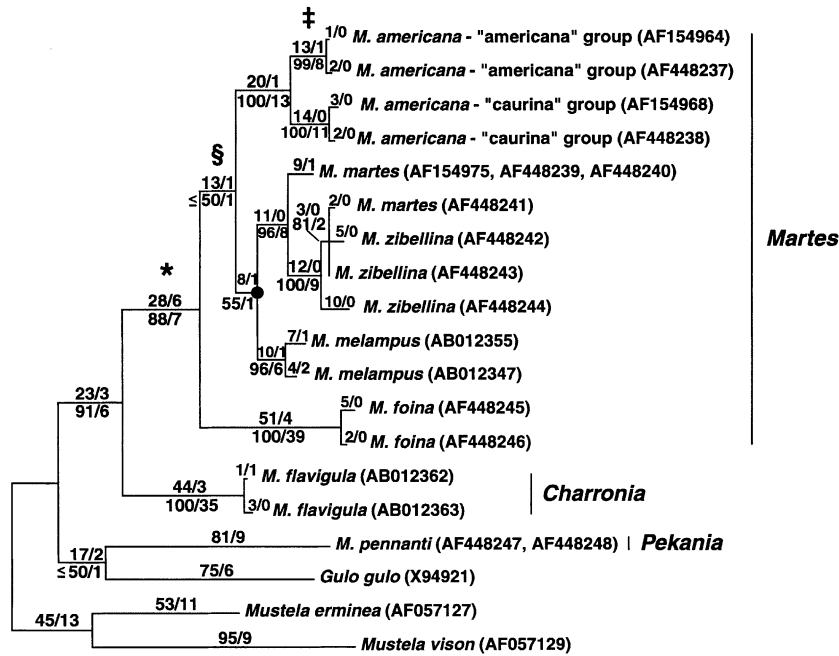 ‡
1/0 M. americana - "americana" group (AF154964)
13/1
99/8
2/0 M. americana - "americana" group (AF448237)
20/1
100/13
3/0 M. americana - "caurina" group (AF154968)
14/0
100/11
2/0 M. americana - "caurina" group (AF448238)
§
13/1
≤ 50/1
9/1 M. martes (AF154975, AF448239, AF448240)
11/0
96/8
3/0
81/2
2/0 M. martes (AF448241)
5/0 M. zibellina (AF448242)
Martes
*
12/0
100/9
M. zibellina (AF448243)
8/1
55/1
10/0 M. zibellina (AF448244)
28/6
88/7
7/1 M. melampus (AB012355)
10/1
96/6
4/2 M. melampus (AB012347)
23/3
91/6
5/0 M. foina (AF448245)
51/4
100/39
2/0 M. foina (AF448246)
1/1 M. flavigula (AB012362)
44/3
100/35
Charronia
3/0 M. flavigula (AB012363)
81/9 M. pennanti (AF448247, AF448248) | Pekania
17/2
≤ 50/1
75/6 Gulo gulo (X94921)
53/11 Mustela erminea (AF057127)
45/13
95/9 Mustela vison (AF057129)